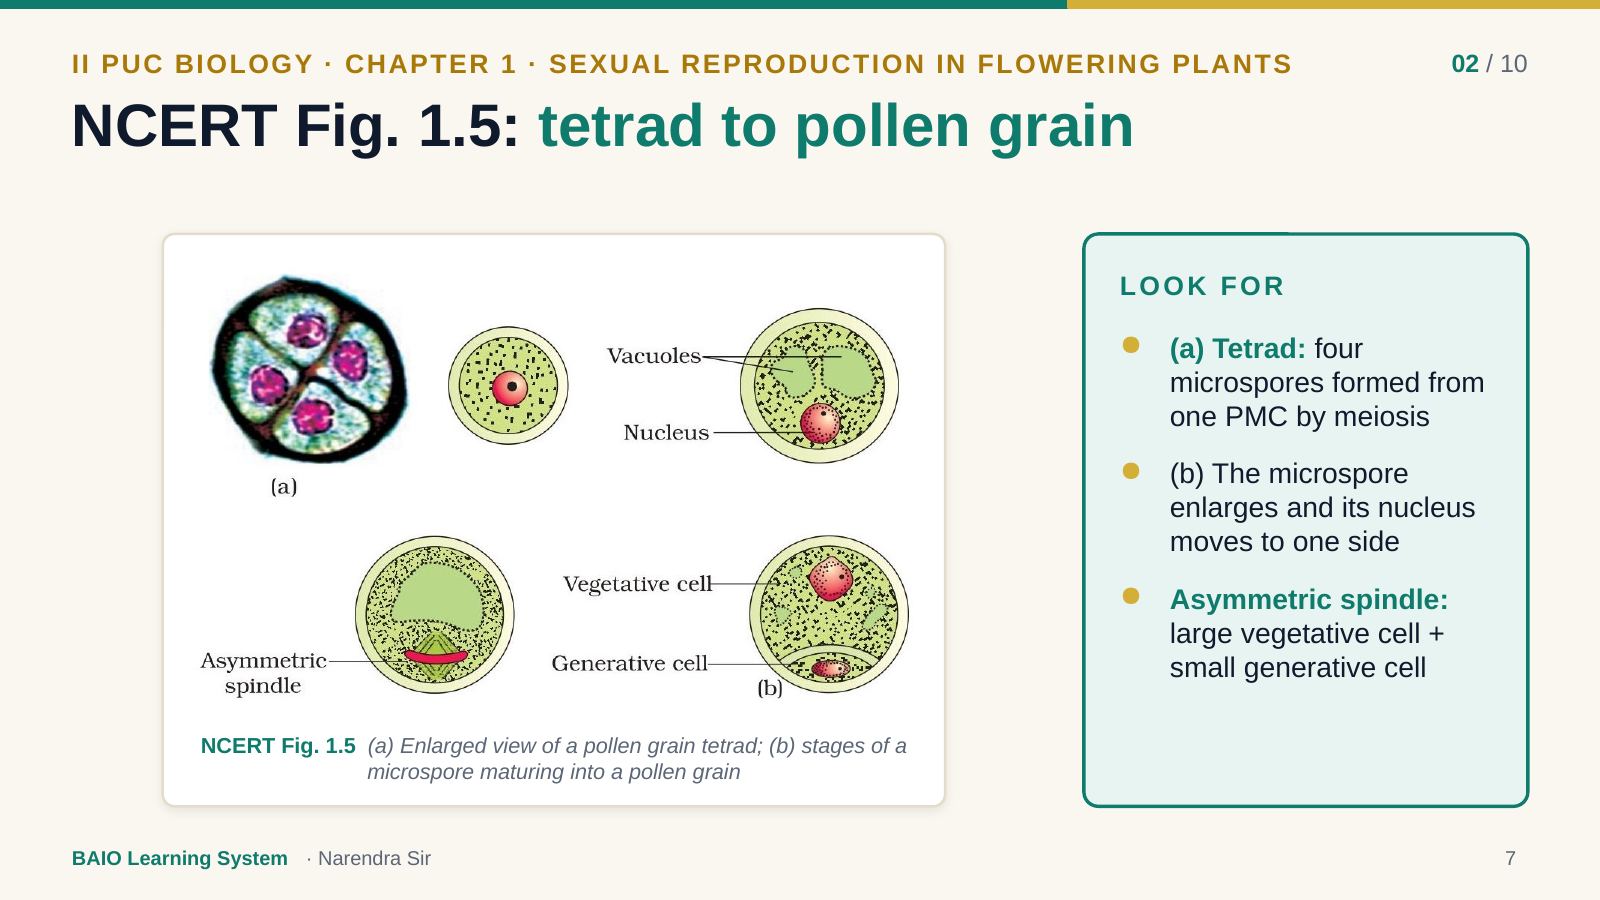 II PUC BIOLOGY · CHAPTER 1 · SEXUAL REPRODUCTION IN FLOWERING PLANTS
02 / 10
NCERT Fig. 1.5: tetrad to pollen grain
Vacuoles
Nucleus
(a)
Vegetative cell
Asymmetric
spindle
Generative cell
(b)
NCERT Fig. 1.5 (a) Enlarged view of a pollen grain tetrad; (b) stages of a
microspore maturing into a pollen grain
LOOK FOR
(a) Tetrad: four
microspores formed from
one PMC by meiosis
(b) The microspore
enlarges and its nucleus
moves to one side
Asymmetric spindle:
large vegetative cell +
small generative cell
BAIO Learning System · Narendra Sir
7